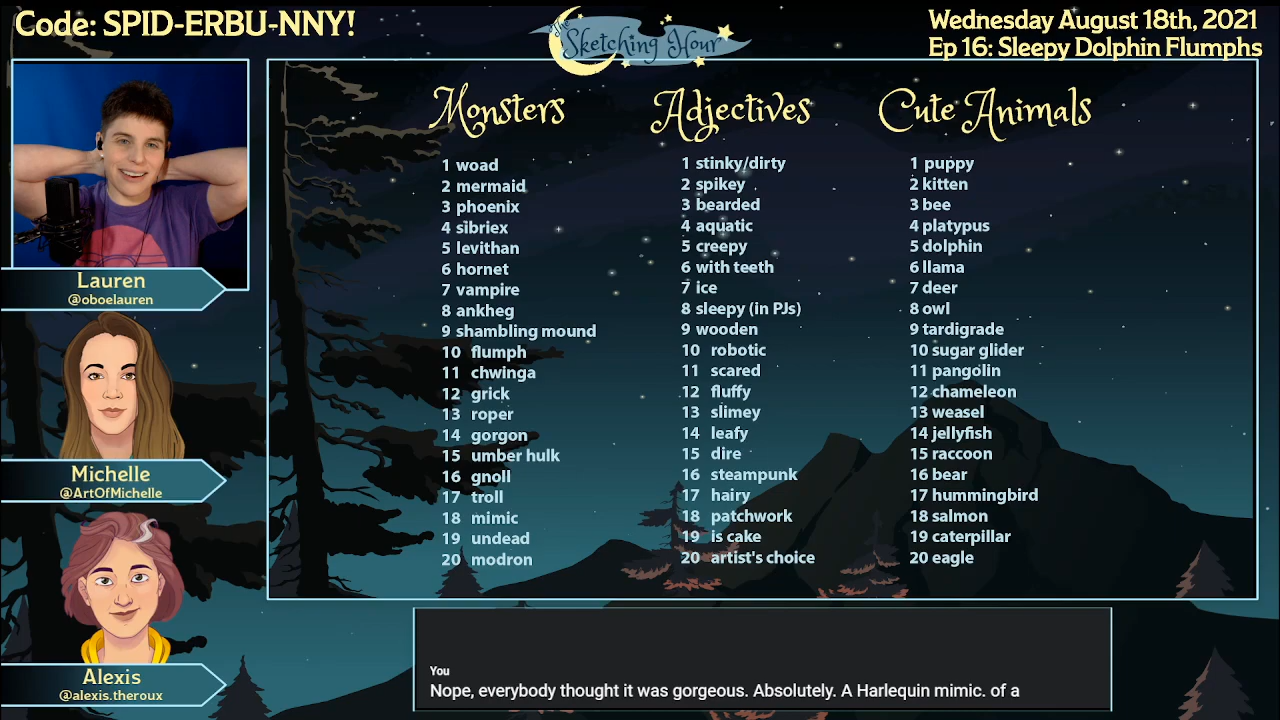 Code: SPID-ERBU-NNY!
Sketching Hour
Wednesday August 18th, 2021
Ep 16: Sleepy Dolphin Flumphs
Monsters
1 woad
2 mermaid
3 phoenix
4 sibriex
5 levithan
6 hornet
7 vampire
8 ankheg
9 shambling mound
10 flumph
11 chwinga
12 grick
13 roper
14 gorgon
15 umber hulk
16 gnoll
17 troll
18 mimic
19 undead
20 modron
Adjectives
1 stinky/dirty
2 spikey
3 bearded
4 aquatic
5 creepy
6 with teeth
7 ice
8 sleepy (in PJs)
9 wooden
10 robotic
11 scared
12 fluffy
13 slimey
14 leafy
15 dire
16 steampunk
17 hairy
18 patchwork
19 is cake
20 artist's choice
Cute Animals
1 puppy
2 kitten
3 bee
4 platypus
5 dolphin
6 llama
7 deer
8 owl
9 tardigrade
10 sugar glider
11 pangolin
12 chameleon
13 weasel
14 jellyfish
15 raccoon
16 bear
17 hummingbird
18 salmon
19 caterpillar
20 eagle
Lauren
@oboelauren
Michelle
@ArtOfMichelle
Alexis
@alexis.theroux
You
Nope, everybody thought it was gorgeous. Absolutely. A Harlequin mimic. of a